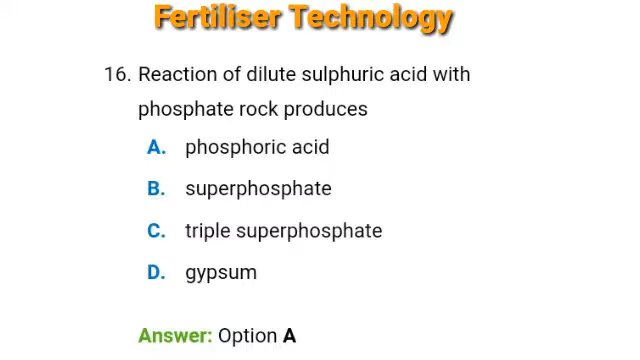 Fertiliser Technology
16. Reaction of dilute sulphuric acid with
phosphate rock produces
A. phosphoric acid
B. superphosphate
C. triple superphosphate
D. gypsum
Answer: Option A